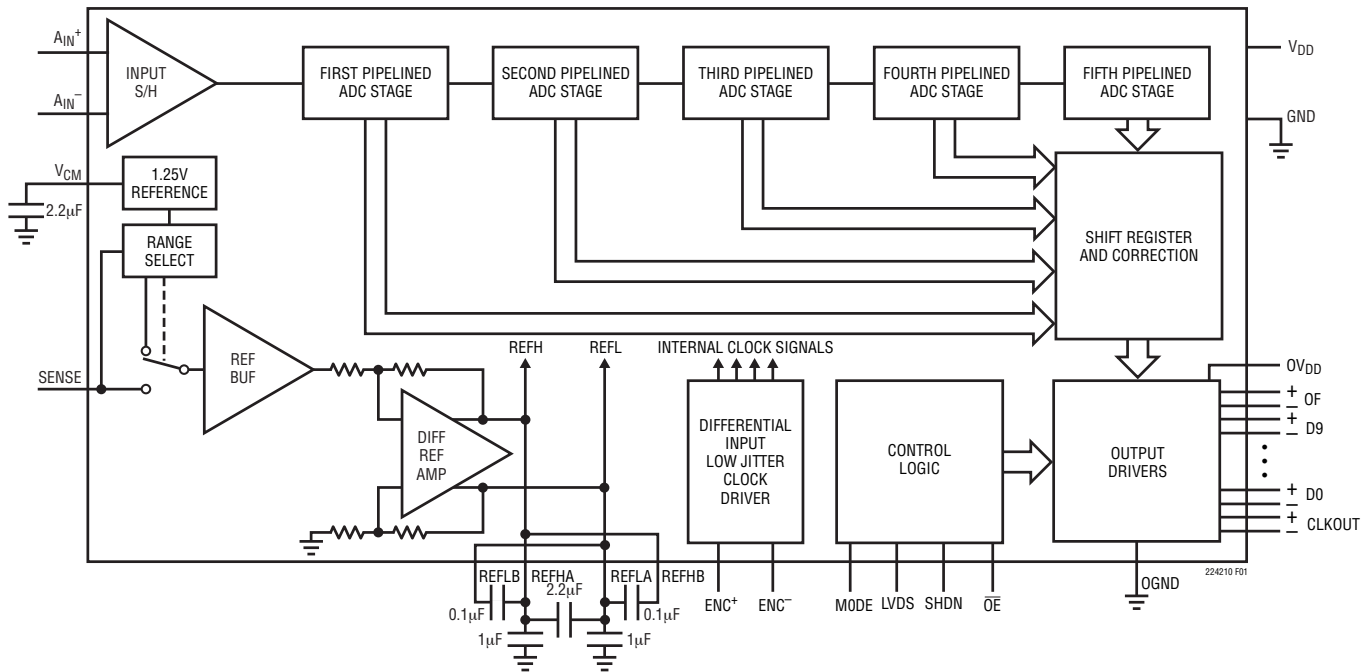 AIN+
AIN−
INPUT
S/H
FIRST PIPELINED
ADC STAGE
SECOND PIPELINED
ADC STAGE
THIRD PIPELINED
ADC STAGE
FOURTH PIPELINED
ADC STAGE
FIFTH PIPELINED
ADC STAGE
VDD
GND
VCM
2.2µF
1.25V
REFERENCE
RANGE
SELECT
SHIFT REGISTER
AND CORRECTION
SENSE
REF
BUF
DIFF
REF
AMP
REFH
REFL
INTERNAL CLOCK SIGNALS
DIFFERENTIAL
INPUT
LOW JITTER
CLOCK
DRIVER
CONTROL
LOGIC
OUTPUT
DRIVERS
OVDD
+
− OF
+
− D9
+
− D0
+
− CLKOUT
REFLB
REFHA
REFLA
REFHB
2.2µF
0.1µF
0.1µF
1µF
1µF
ENC+
ENC−
M0DE
LVDS
SHDN
OE
OGND
224210 F01